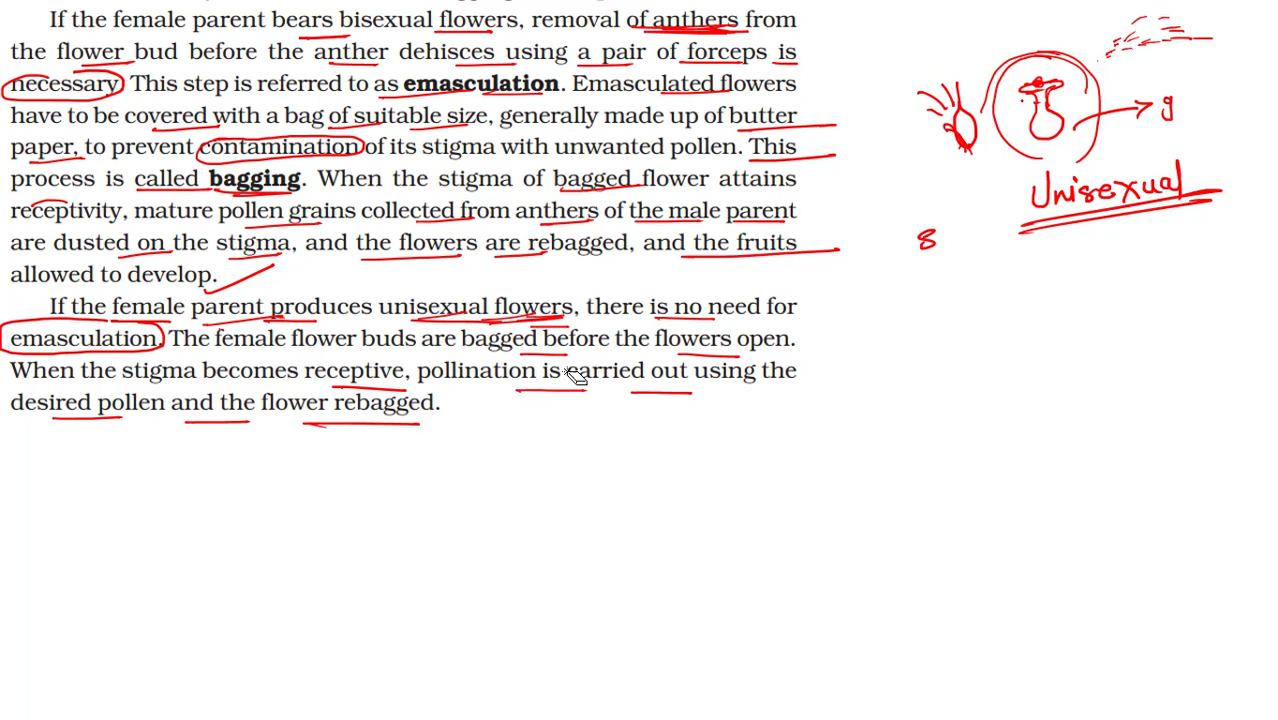 If the female parent bears bisexual flowers, removal of anthers from
the flower bud before the anther dehisces using a pair of forceps is
necessary. This step is referred to as emasculation. Emasculated flowers
have to be covered with a bag of suitable size, generally made up of butter
paper, to prevent contamination of its stigma with unwanted pollen. This
process is called bagging. When the stigma of bagged flower attains
receptivity, mature pollen grains collected from anthers of the male parent
are dusted on the stigma, and the flowers are rebagged, and the fruits
allowed to develop.
If the female parent produces unisexual flowers, there is no need for
emasculation. The female flower buds are bagged before the flowers open.
When the stigma becomes receptive, pollination is carried out using the
desired pollen and the flower rebagged.
g
Unisexual
8